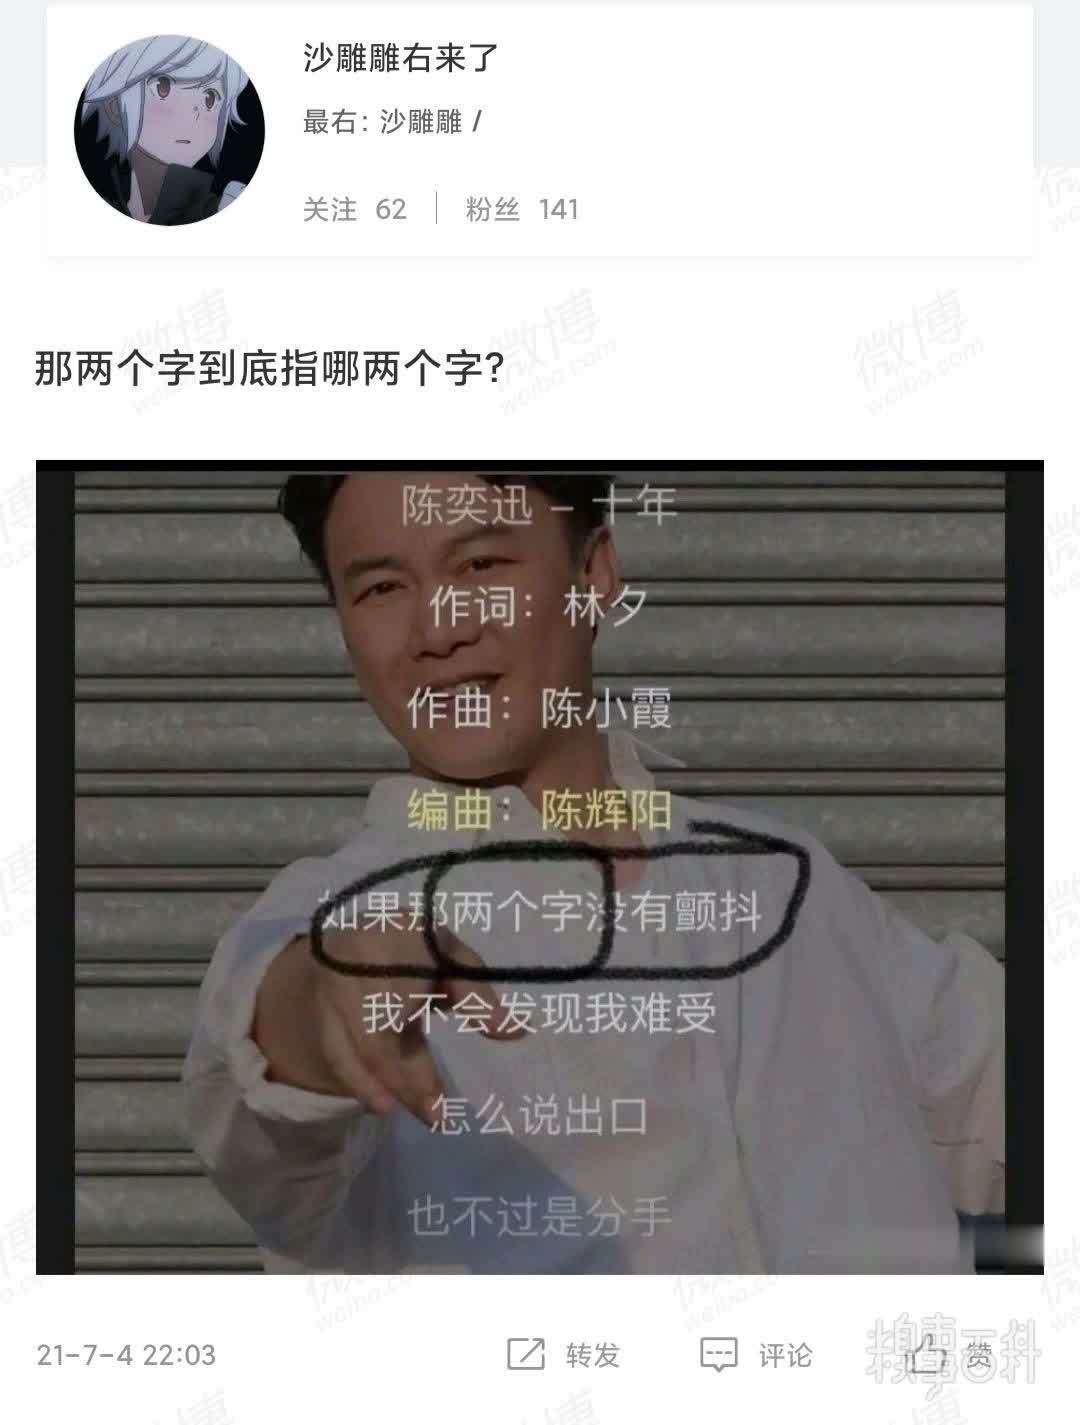 沙雕雕右来了
最右: 沙雕雕 /
关注 62 粉丝 141
那两个字到底指哪两个字?
陈奕迅 – 十年
作词：林夕
作曲：陈小霞
编曲：陈辉阳
如果那两个字没有颤抖
我不会发现我难受
怎么说出口
也不过是分手
21-7-4 22:03 转发 评论 赞
糗事百科
微博
weibo.com